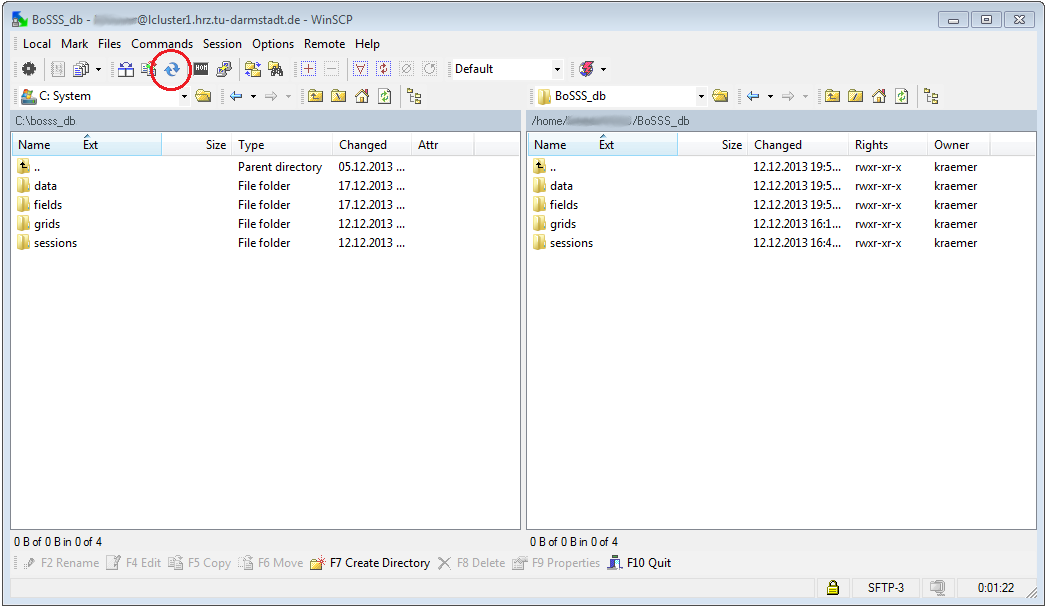 BoSSS_db - @lcluster1.hrz.tu-darmstadt.de - WinSCP
Local Mark Files Commands Session Options Remote Help
Default
C: System BoSSS_db
C:\bosss_db /home/ /BoSSS_db
Name Ext Size Type Changed Attr Name Ext Size Changed Rights Owner
.. Parent directory 05.12.2013 ... .. 12.12.2013 19:5... rwxr-xr-x kraemer
data File folder 17.12.2013 ... data 12.12.2013 19:5... rwxr-xr-x kraemer
fields File folder 17.12.2013 ... fields 12.12.2013 19:5... rwxr-xr-x kraemer
grids File folder 12.12.2013 ... grids 12.12.2013 16:1... rwxr-xr-x kraemer
sessions File folder 12.12.2013 ... sessions 12.12.2013 16:4... rwxr-xr-x kraemer
0 B of 0 B in 0 of 4 0 B of 0 B in 0 of 4
F2 Rename F4 Edit F5 Copy F6 Move F7 Create Directory F8 Delete F9 Properties F10 Quit
SFTP-3 0:01:22